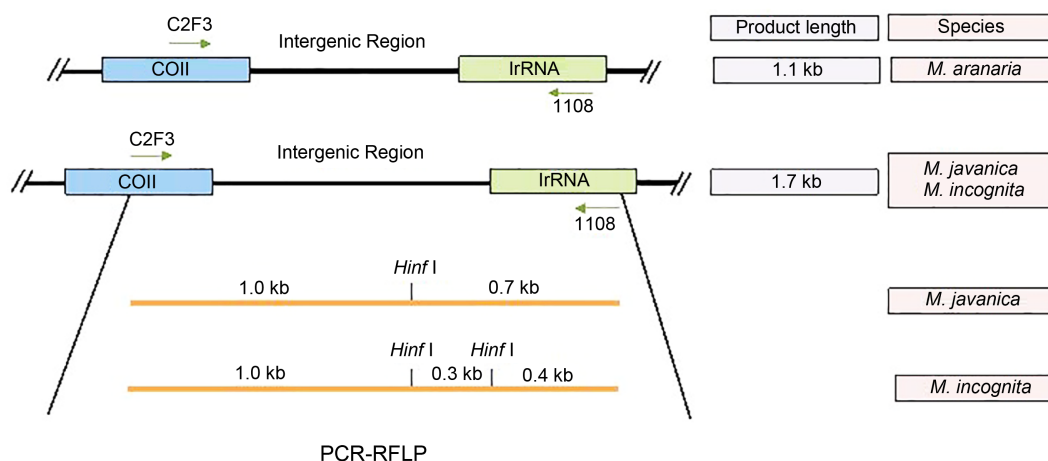 C2F3
Product length
Species
Intergenic Region
COII
IrRNA
1.1 kb
M. aranaria
1108
C2F3
Intergenic Region
COII
IrRNA
1.7 kb
M. javanica
M. incognita
1108
Hinf I
1.0 kb
0.7 kb
M. javanica
Hinf I
Hinf I
1.0 kb
0.3 kb
0.4 kb
M. incognita
PCR-RFLP